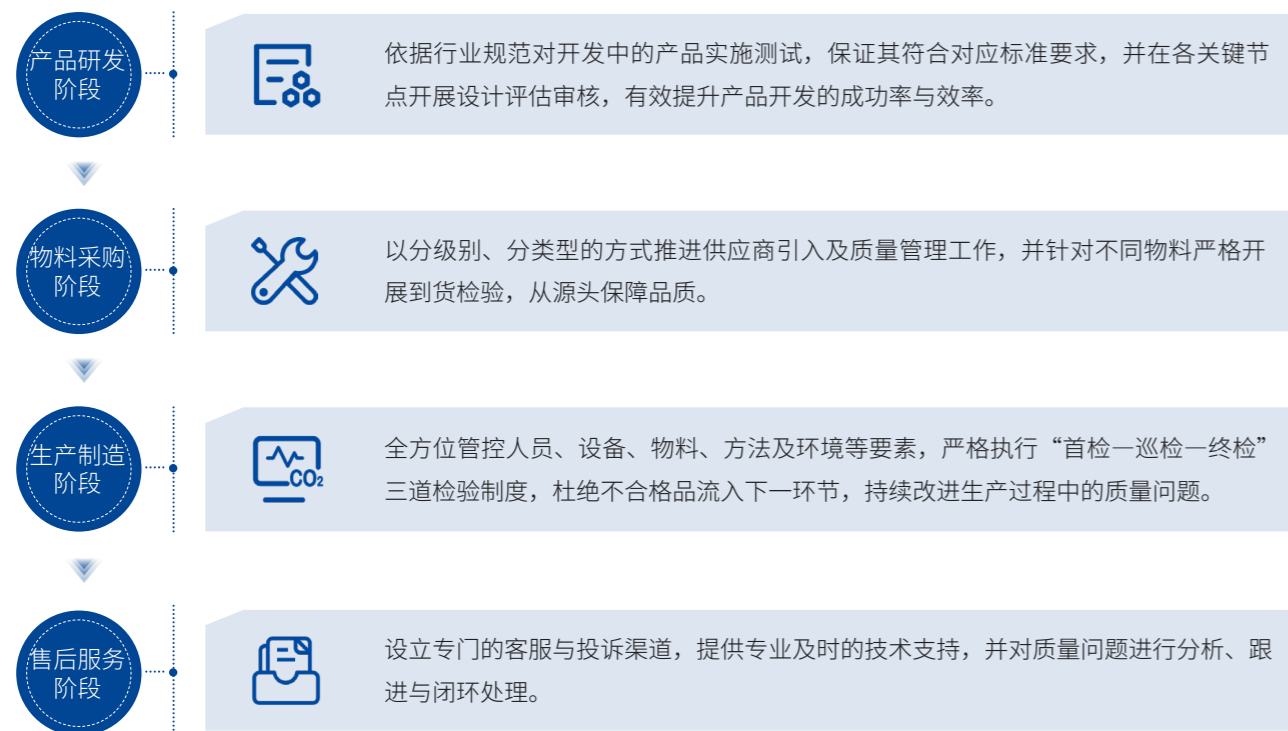 产品研发
阶段
依据行业规范对开发中的产品实施测试，保证其符合对应标准要求，并在各关键节
点开展设计评估审核，有效提升产品开发的成功率与效率。
物料采购
阶段
以分级别、分类型的方式推进供应商引入及质量管理工作，并针对不同物料严格开
展到货检验，从源头保障品质。
生产制造
阶段
CO₂
全方位管控人员、设备、物料、方法及环境等要素，严格执行“首检—巡检—终检”
三道检验制度，杜绝不合格品流入下一环节，持续改进生产过程中的质量问题。
售后服务
阶段
设立专门的客服与投诉渠道，提供专业及时的技术支持，并对质量问题进行分析、跟
进与闭环处理。